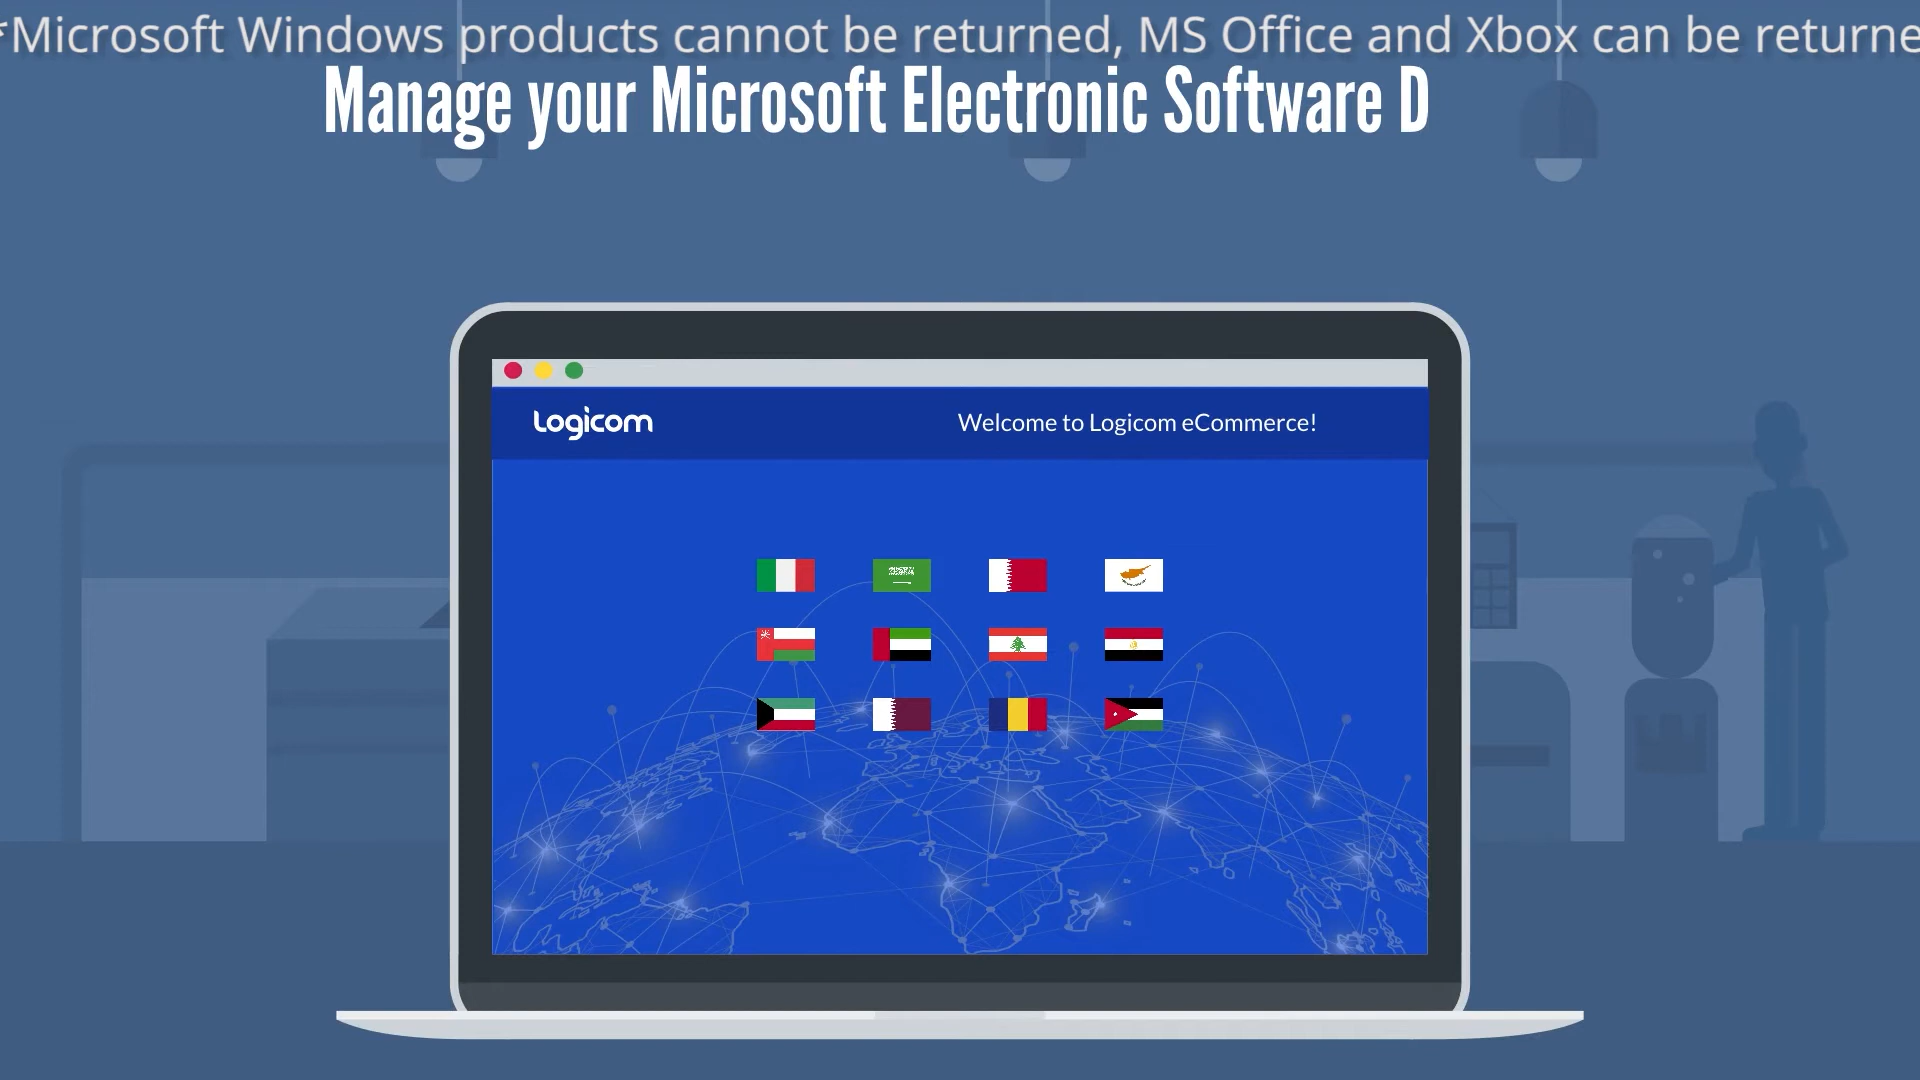 *Microsoft Windows products cannot be returned, MS Office and Xbox can be returne
Manage your Microsoft Electronic Software D
Logicom
Welcome to Logicom eCommerce!